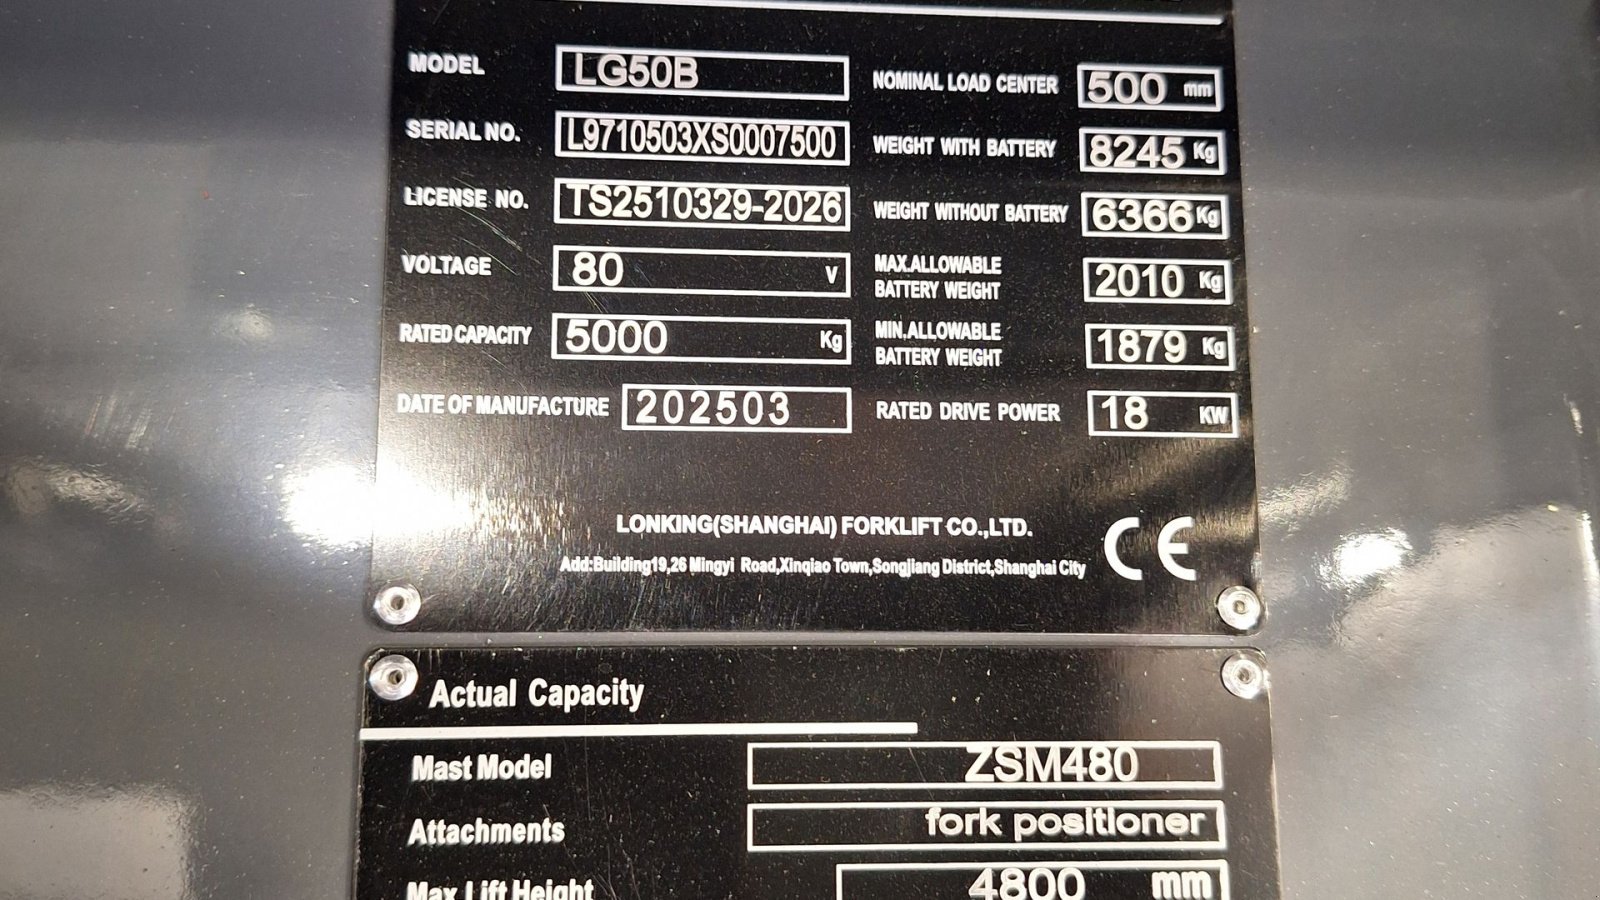 MODEL LG50B
SERIAL NO. L9710503XS0007500
LICENSE NO. TS2510329-2026
VOLTAGE 80 V
RATED CAPACITY 5000 Kg
DATE OF MANUFACTURE 202503
NOMINAL LOAD CENTER 500 mm
WEIGHT WITH BATTERY 8245 Kg
WEIGHT WITHOUT BATTERY 6366 Kg
MAX.ALLOWABLE
BATTERY WEIGHT 2010 Kg
MIN.ALLOWABLE
BATTERY WEIGHT 1879 Kg
RATED DRIVE POWER 18 KW
LONKING(SHANGHAI) FORKLIFT CO.,LTD.
Add:Building19,26 Mingyi Road,Xinqiao Town,Songjiang District,Shanghai City
CE
Actual Capacity
Mast Model ZSM480
Attachments fork positioner
Max Lift Height 4800 mm